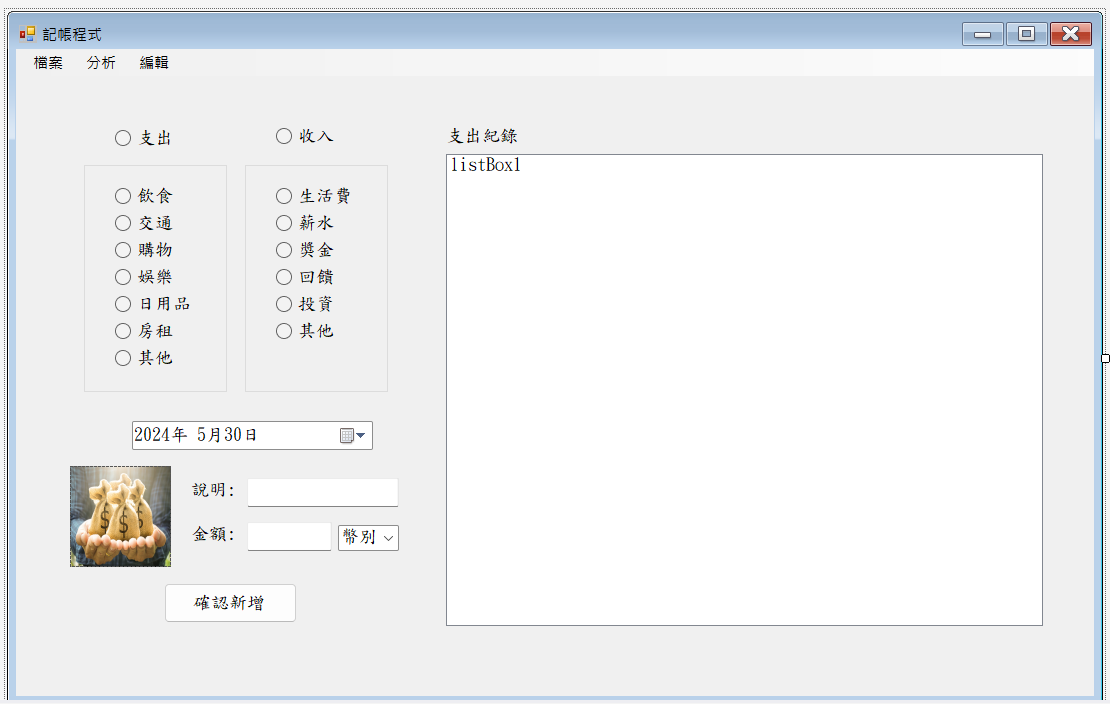 記帳程式
檔案 分析 編輯
支出 收入 支出紀錄
listBox1
飲食 生活費
交通 薪水
購物 獎金
娛樂 回饋
日用品 投資
房租 其他
其他
2024年 5月30日
說明：
金額： 幣別
確認新增
$ $ $